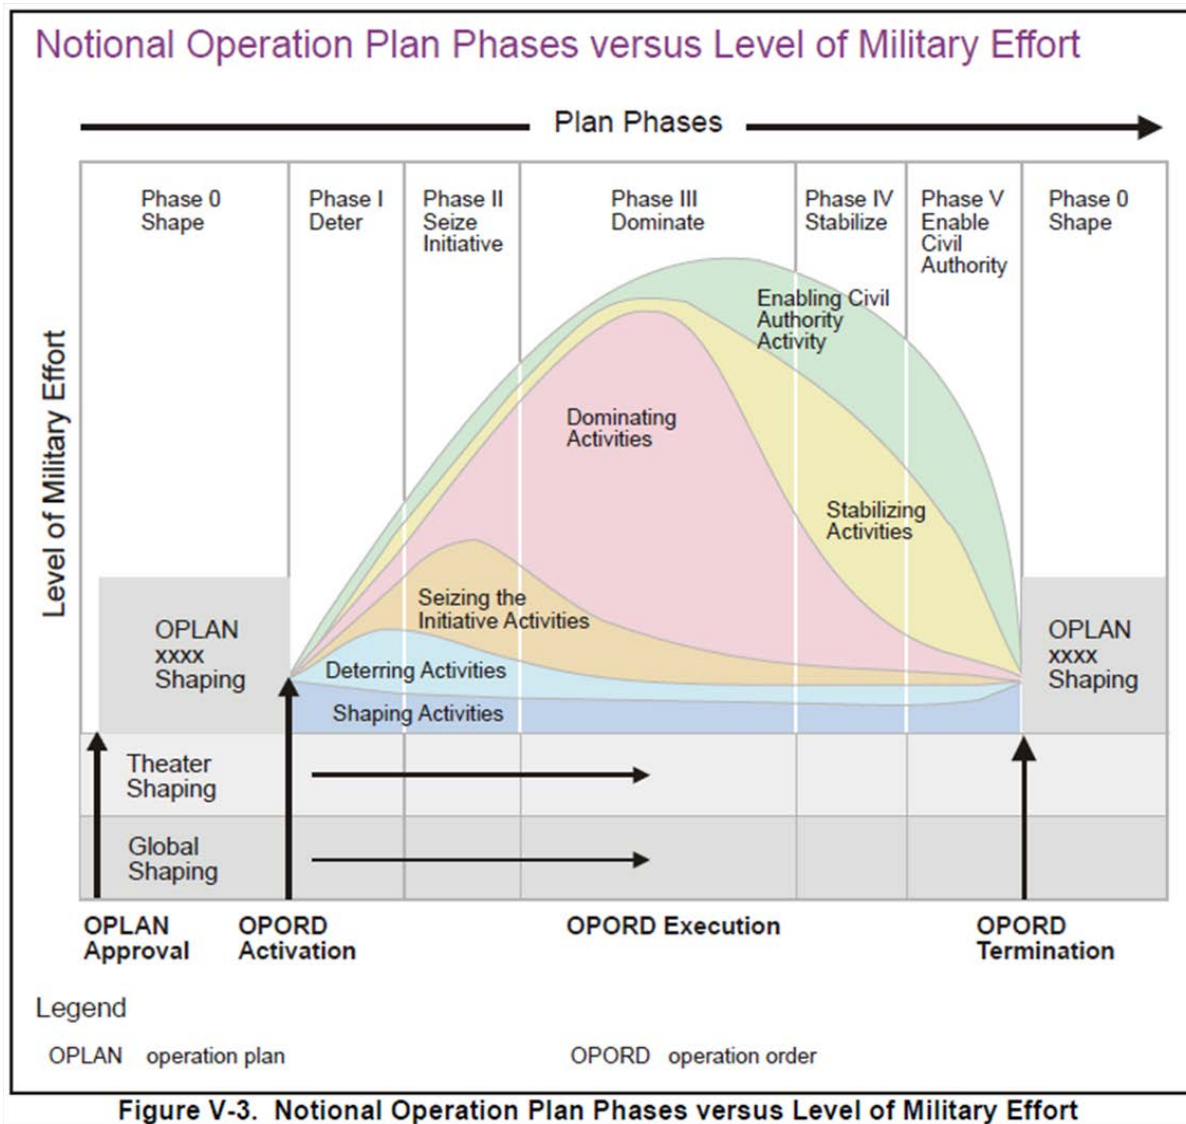 Notional Operation Plan Phases versus Level of Military Effort
Plan Phases
Phase 0
Shape
Phase I
Deter
Phase II
Seize
Initiative
Phase III
Dominate
Phase IV
Stabilize
Phase V
Enable
Civil
Authority
Phase 0
Shape
Level of Military Effort
Enabling Civil
Authority
Activity
Dominating
Activities
Stabilizing
Activities
Seizing the
Initiative Activities
Deterring Activities
Shaping Activities
OPLAN
xxxx
Shaping
OPLAN
xxxx
Shaping
Theater
Shaping
Global
Shaping
OPLAN
Approval
OPORD
Activation
OPORD Execution
OPORD
Termination
Legend
OPLAN operation plan
OPORD operation order
Figure V-3. Notional Operation Plan Phases versus Level of Military Effort